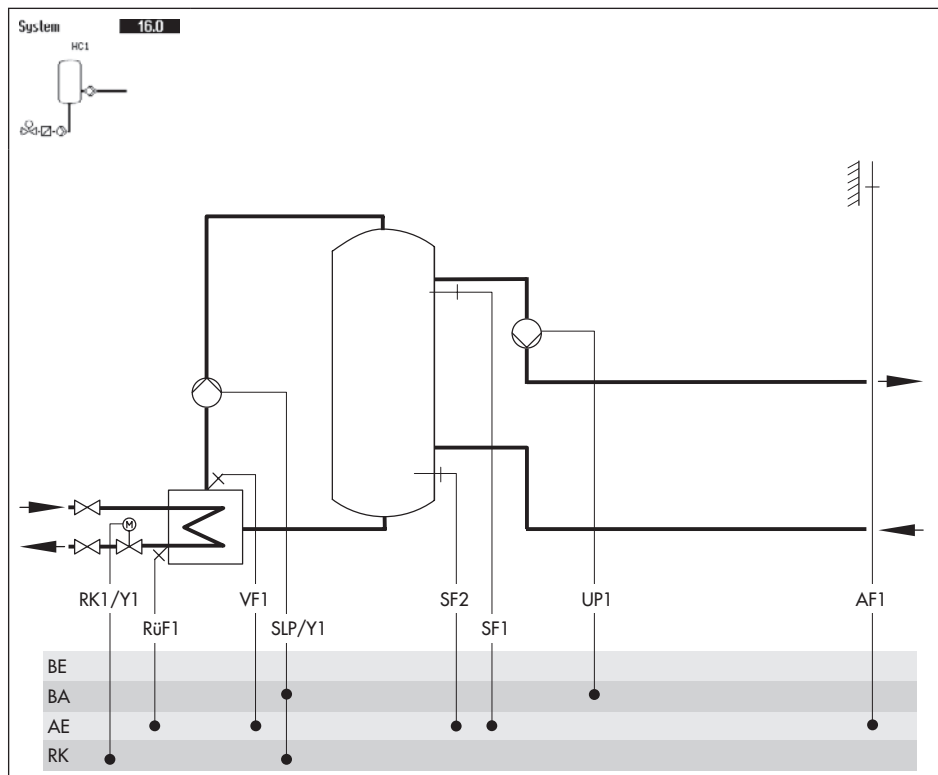 System 16.0
HC1
M
RK1/Y1 VF1 SF2 UP1 AF1
RüF1 SLP/Y1 SF1
BE
BA
AE
RK